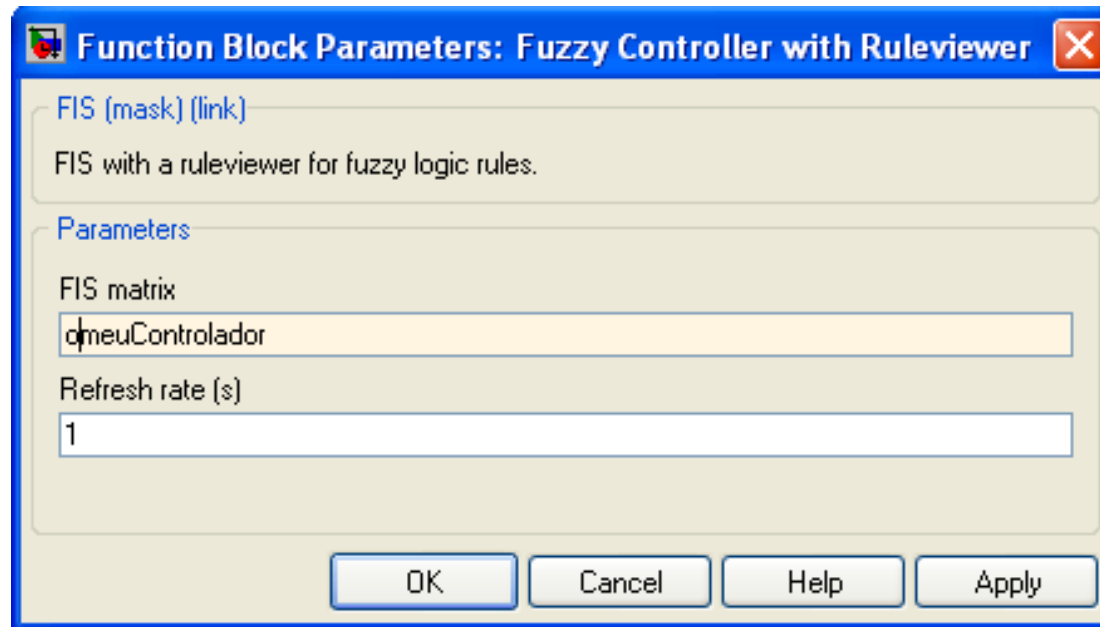 Function Block Parameters: Fuzzy Controller with Ruleviewer
FIS (mask) (link)
FIS with a ruleviewer for fuzzy logic rules.
Parameters
FIS matrix
omeuControlador
Refresh rate (s)
1
OK Cancel Help Apply